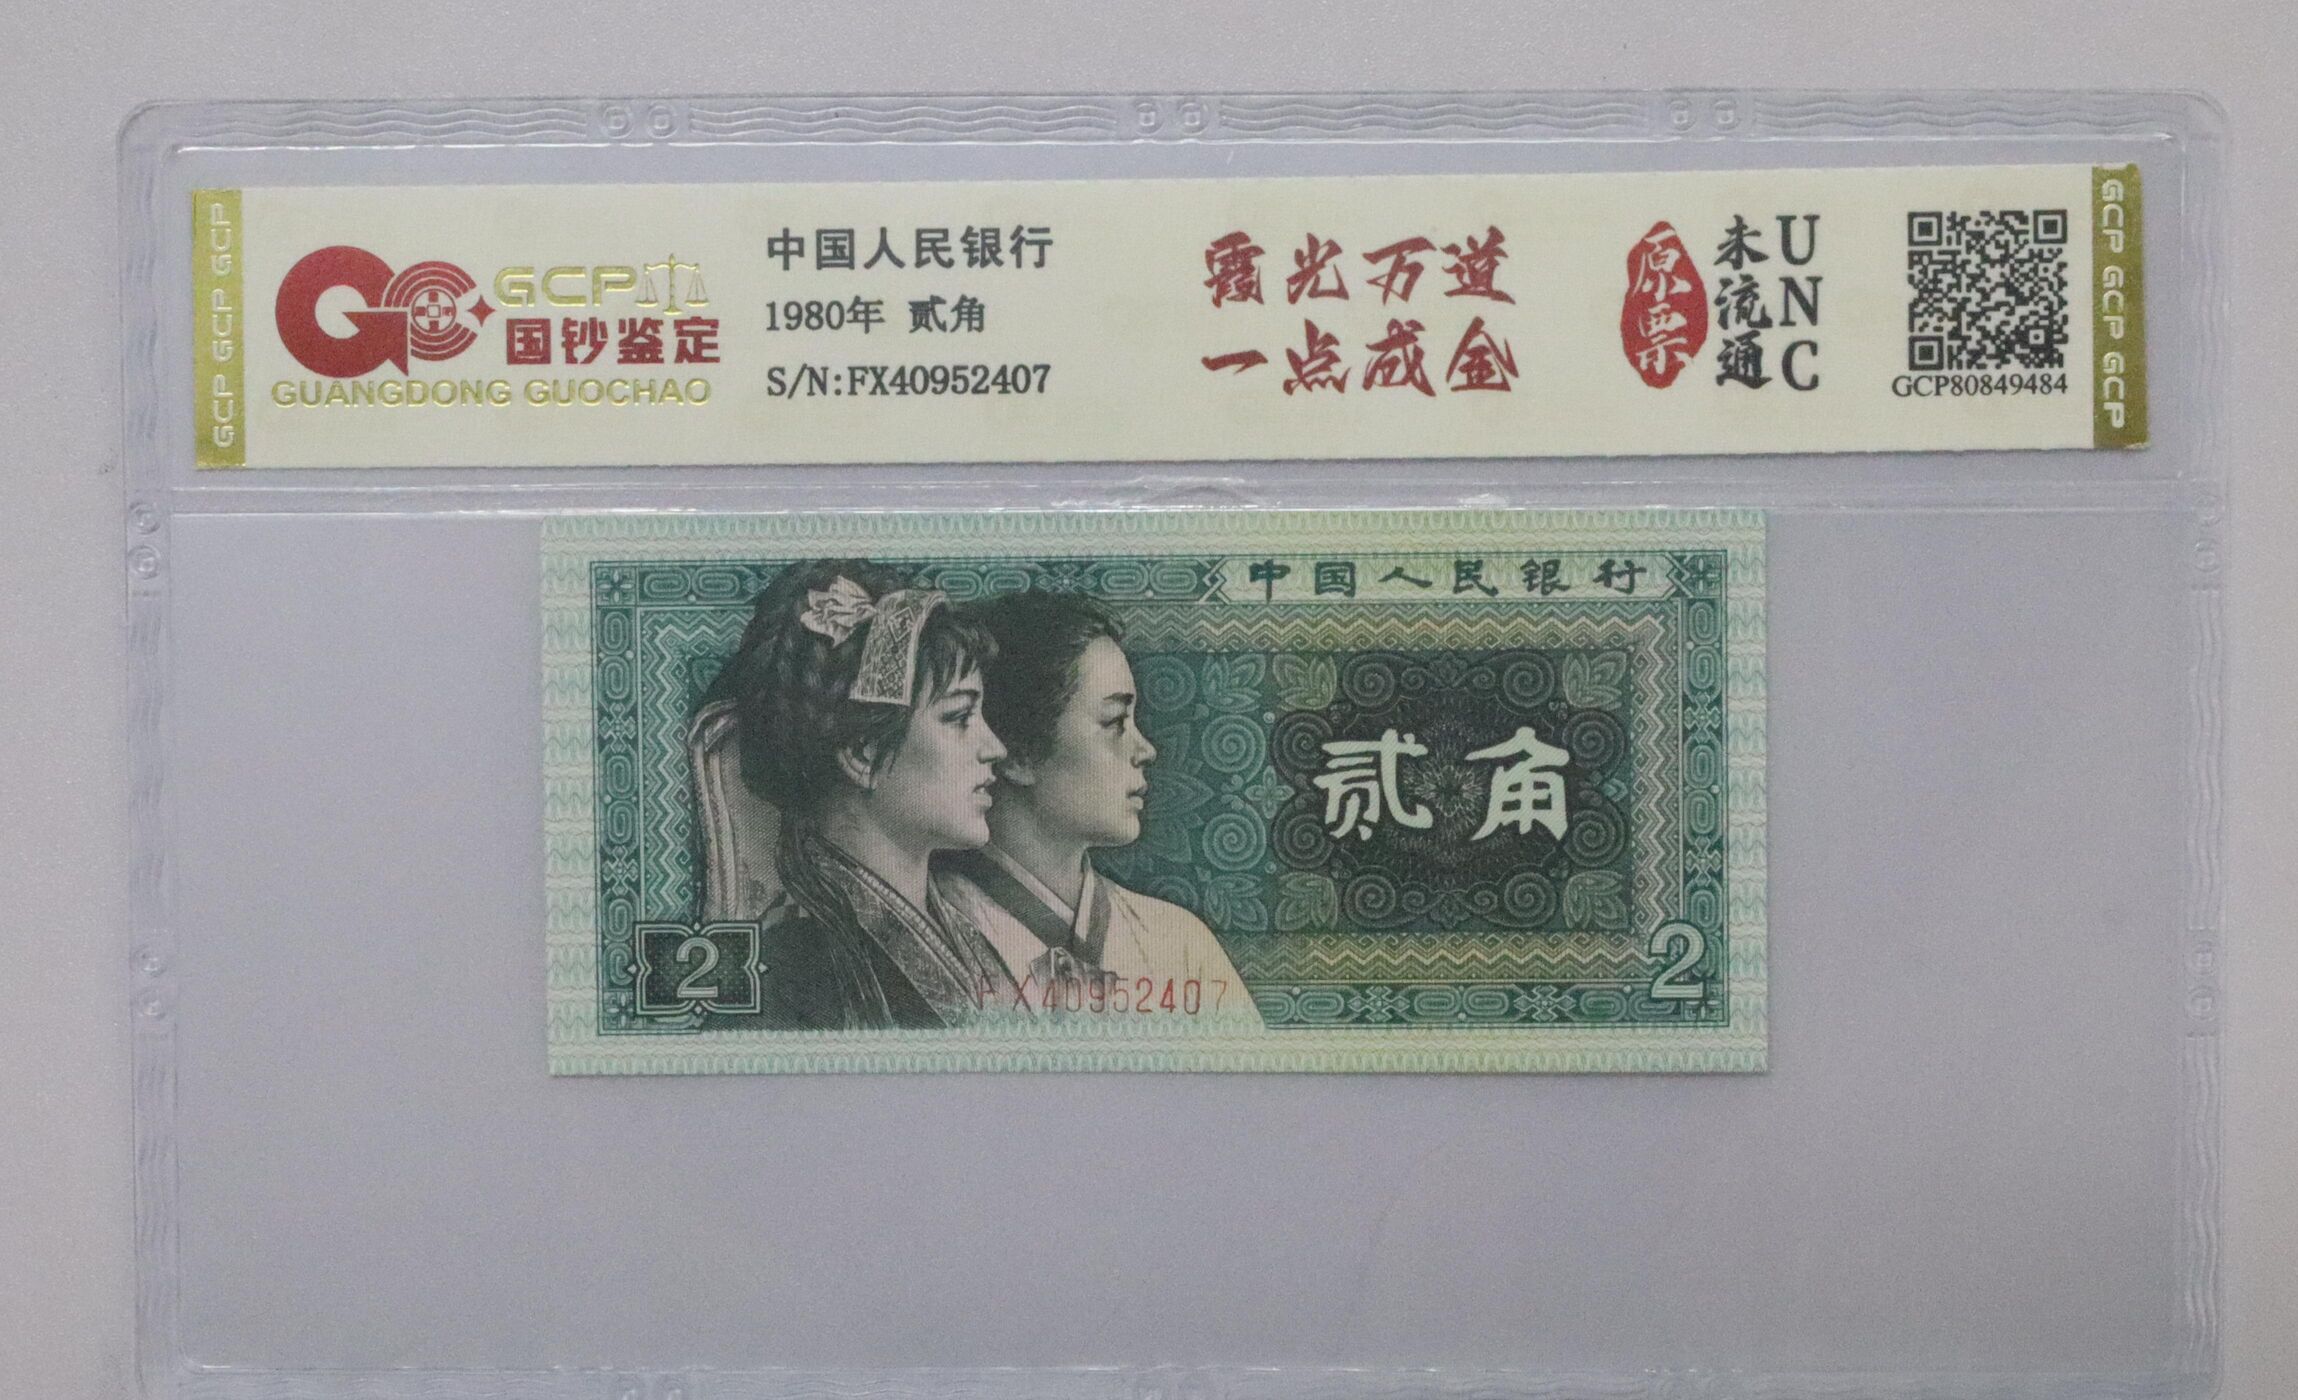 GCP GCP GCP
GCP
国钞鉴定
GUANGDONG GUOCHAO
中国人民银行
1980年 贰角
S/N:FX40952407
霞光万道
一点成金
原票
未流通
UNC
GCP80849484
GCP GCP GCP
中国人民银行
贰角
2
FX40952407
2